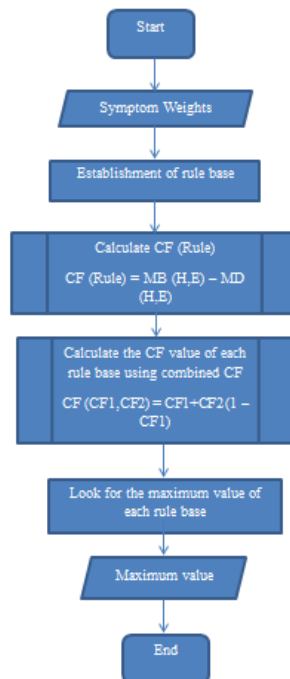 Start
Symptom Weights
Establishment of rule base
Calculate CF (Rule)
CF (Rule) = MB (H,E) – MD
(H,E)
Calculate the CF value of each
rule base using combined CF
CF (CF1,CF2) = CF1+CF2(1 –
CF1)
Look for the maximum value of
each rule base
Maximum value
End